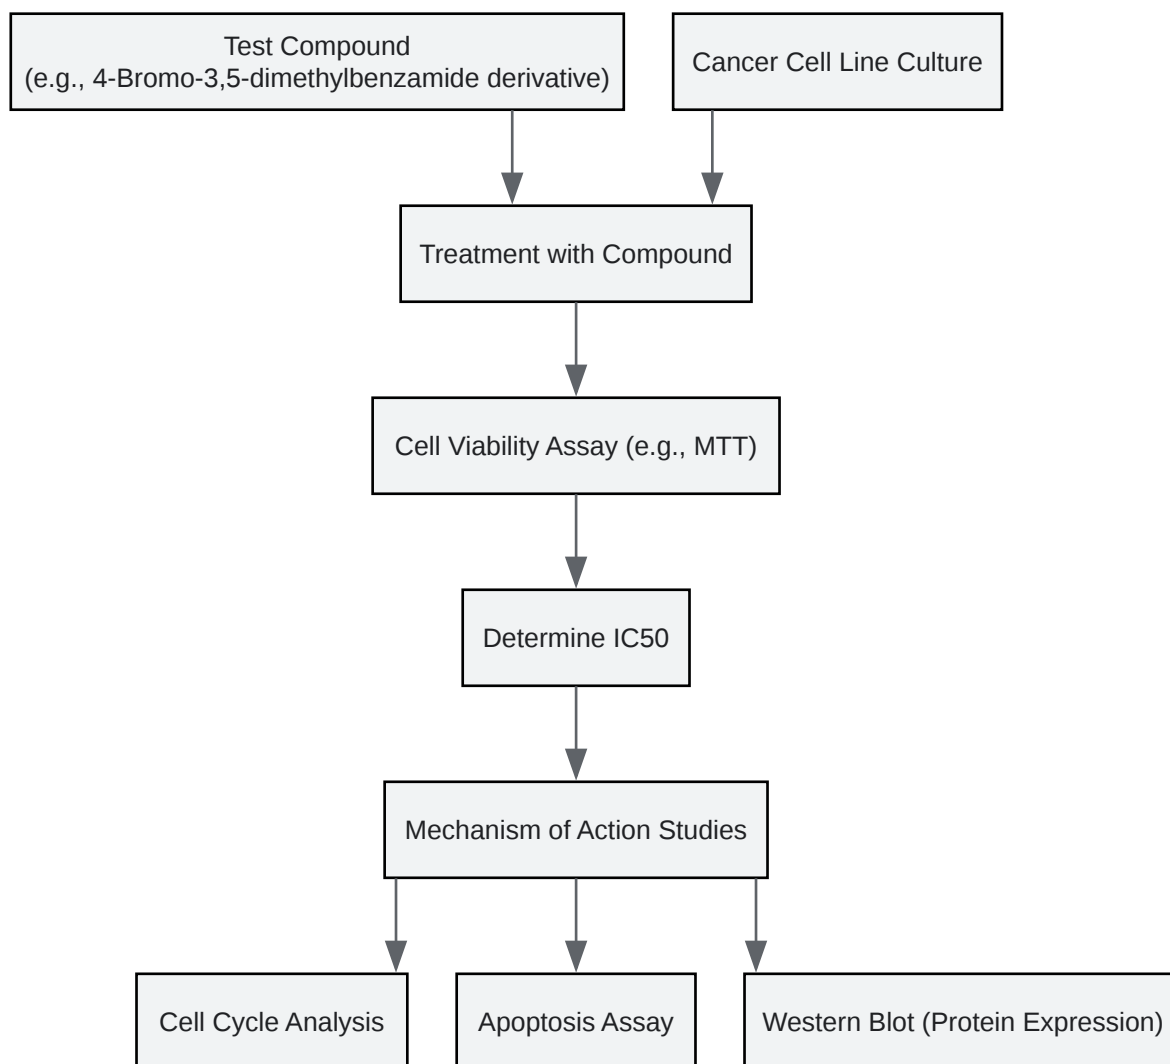 Test Compound
(e.g., 4-Bromo-3,5-dimethylbenzamide derivative)
Cancer Cell Line Culture
Treatment with Compound
Cell Viability Assay (e.g., MTT)
Determine IC50
Mechanism of Action Studies
Cell Cycle Analysis
Apoptosis Assay
Western Blot (Protein Expression)